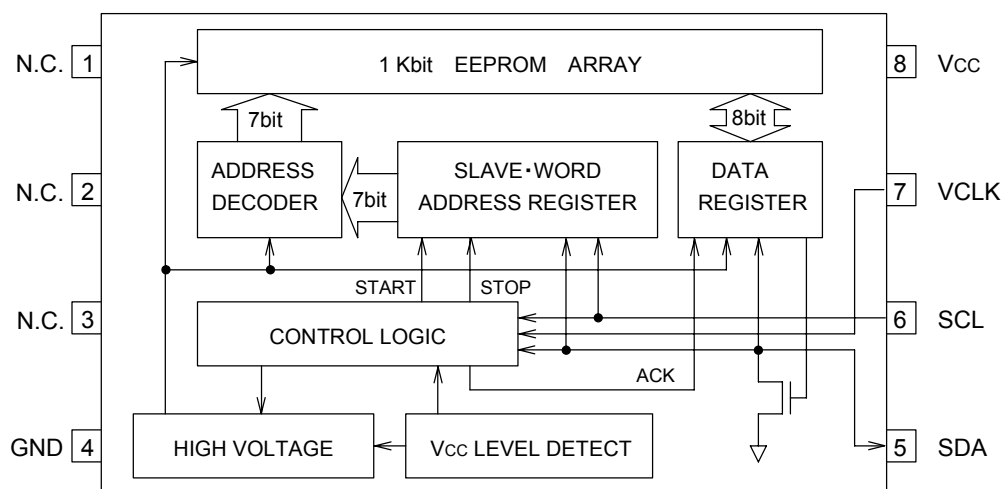 N.C. 1
1 Kbit EEPROM ARRAY
8 VCC
7bit
8bit
N.C. 2
ADDRESS
DECODER
7bit
SLAVE・WORD
ADDRESS REGISTER
DATA
REGISTER
7 VCLK
START
STOP
N.C. 3
CONTROL LOGIC
6 SCL
ACK
GND 4
HIGH VOLTAGE
VCC LEVEL DETECT
5 SDA